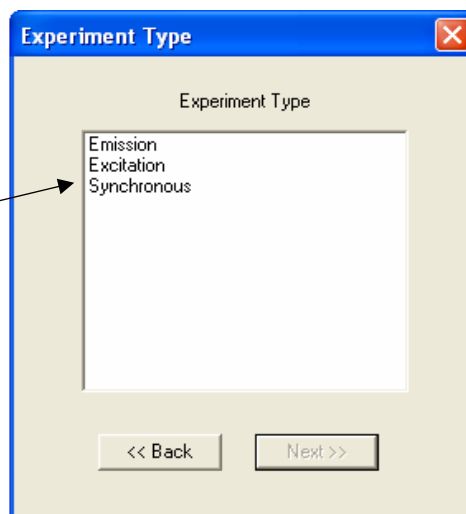 Experiment Type
Experiment Type
Emission
Excitation
Synchronous
<< Back Next >>